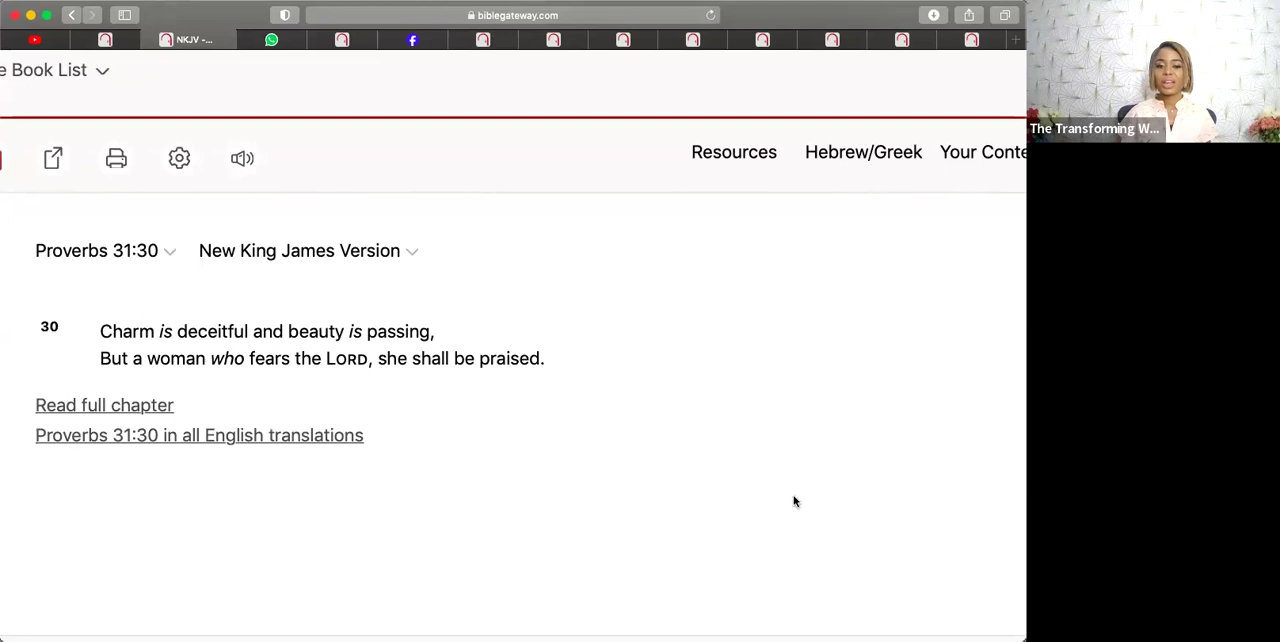 biblegateway.com
NKJV -...
e Book List
Resources
Hebrew/Greek
Your Conte
Proverbs 31:30
New King James Version
30
Charm is deceitful and beauty is passing,
But a woman who fears the LORD, she shall be praised.
Read full chapter
Proverbs 31:30 in all English translations
The Transforming W...